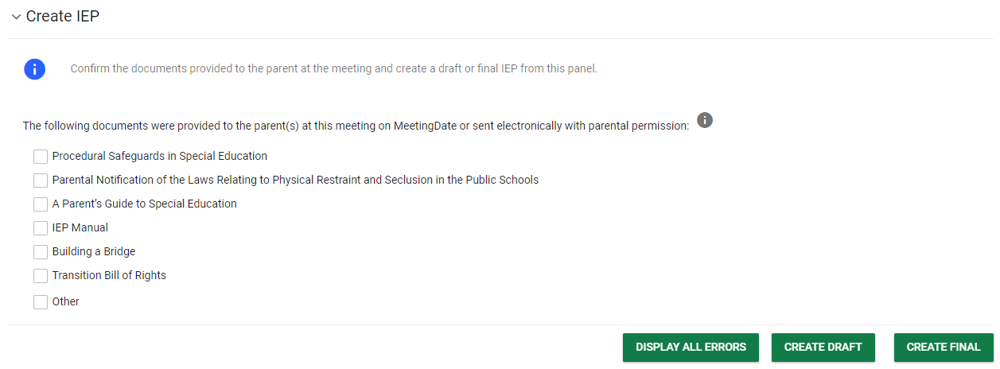 Create IEP
Confirm the documents provided to the parent at the meeting and create a draft or final IEP from this panel.
The following documents were provided to the parent(s) at this meeting on MeetingDate or sent electronically with parental permission:
Procedural Safeguards in Special Education
Parental Notification of the Laws Relating to Physical Restraint and Seclusion in the Public Schools
A Parent’s Guide to Special Education
IEP Manual
Building a Bridge
Transition Bill of Rights
Other
DISPLAY ALL ERRORS CREATE DRAFT CREATE FINAL